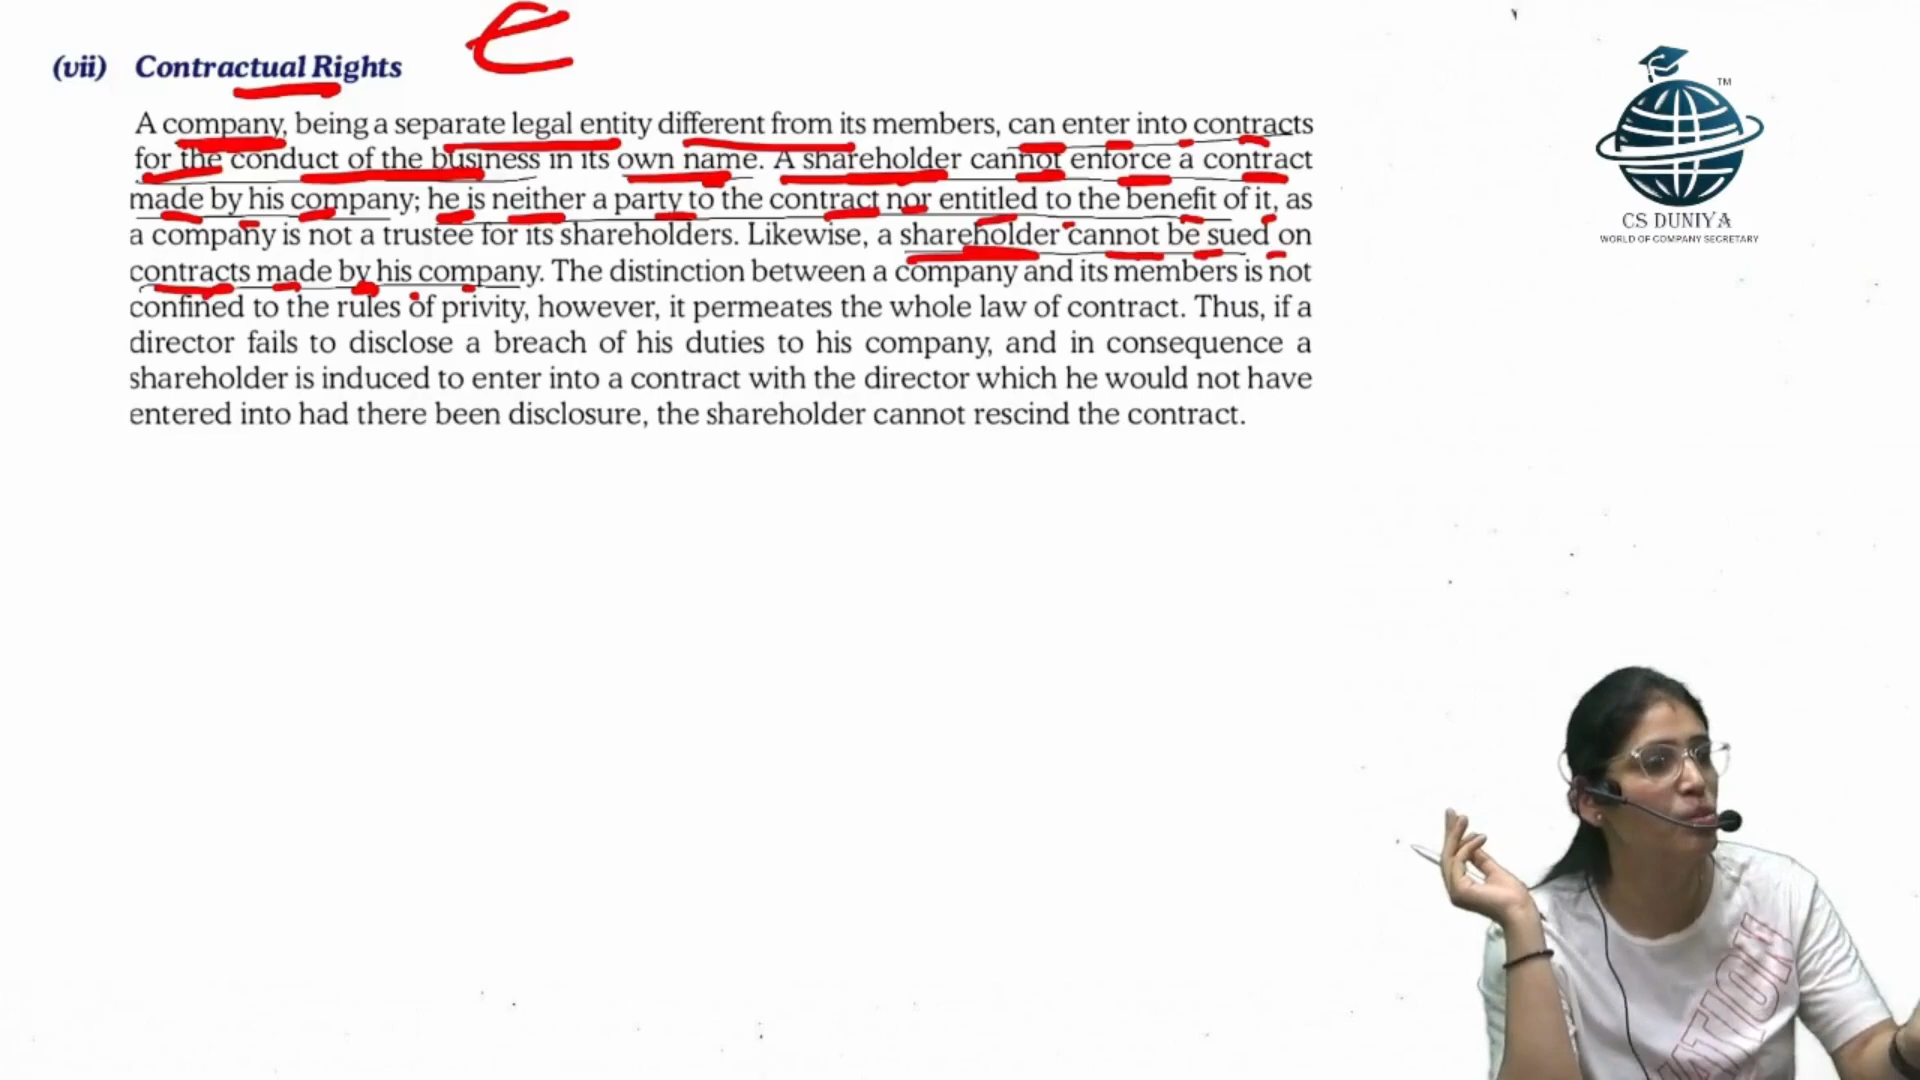 e
(vii) Contractual Rights
A company, being a separate legal entity different from its members, can enter into contracts
for the conduct of the business in its own name. A shareholder cannot enforce a contract
made by his company; he is neither a party to the contract nor entitled to the benefit of it, as
a company is not a trustee for its shareholders. Likewise, a shareholder cannot be sued on
contracts made by his company. The distinction between a company and its members is not
confined to the rules of privity, however, it permeates the whole law of contract. Thus, if a
director fails to disclose a breach of his duties to his company, and in consequence a
shareholder is induced to enter into a contract with the director which he would not have
entered into had there been disclosure, the shareholder cannot rescind the contract.
TM
CS DUNIYA
WORLD OF COMPANY SECRETARY